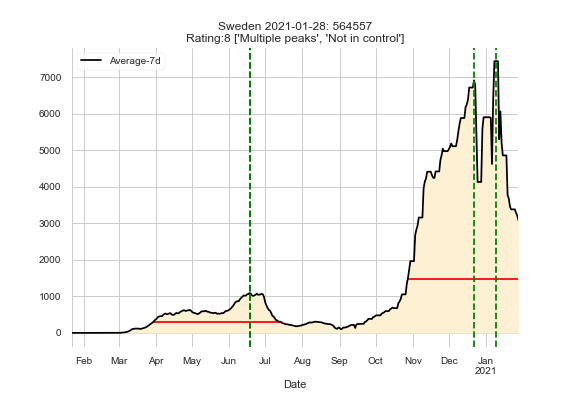 Sweden 2021-01-28: 564557
Rating:8 ['Multiple peaks', 'Not in control']
Average-7d
7000
6000
5000
4000
3000
2000
1000
0
Feb Mar Apr May Jun Jul Aug Sep Oct Nov Dec Jan
2021
Date